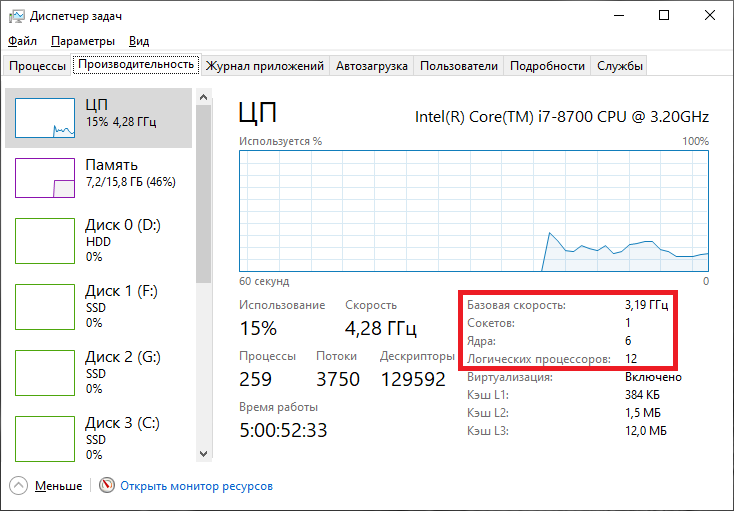 Диспетчер задач
Файл Параметры Вид
Процессы Производительность Журнал приложений Автозагрузка Пользователи Подробности Службы
ЦП
15% 4,28 ГГц
Память
7,2/15,8 ГБ (46%)
Диск 0 (D:)
HDD
0%
Диск 1 (F:)
SSD
0%
Диск 2 (G:)
SSD
0%
Диск 3 (C:)
SSD
0%
ЦП Intel(R) Core(TM) i7-8700 CPU @ 3.20GHz
Используется % 100%
60 секунд 0
Использование Скорость
15% 4,28 ГГц
Процессы Потоки Дескрипторы
259 3750 129592
Время работы
5:00:52:33
Базовая скорость: 3,19 ГГц
Сокетов: 1
Ядра: 6
Логических процессоров: 12
Виртуализация: Включено
Кэш L1: 384 КБ
Кэш L2: 1,5 МБ
Кэш L3: 12,0 МБ
Меньше Открыть монитор ресурсов